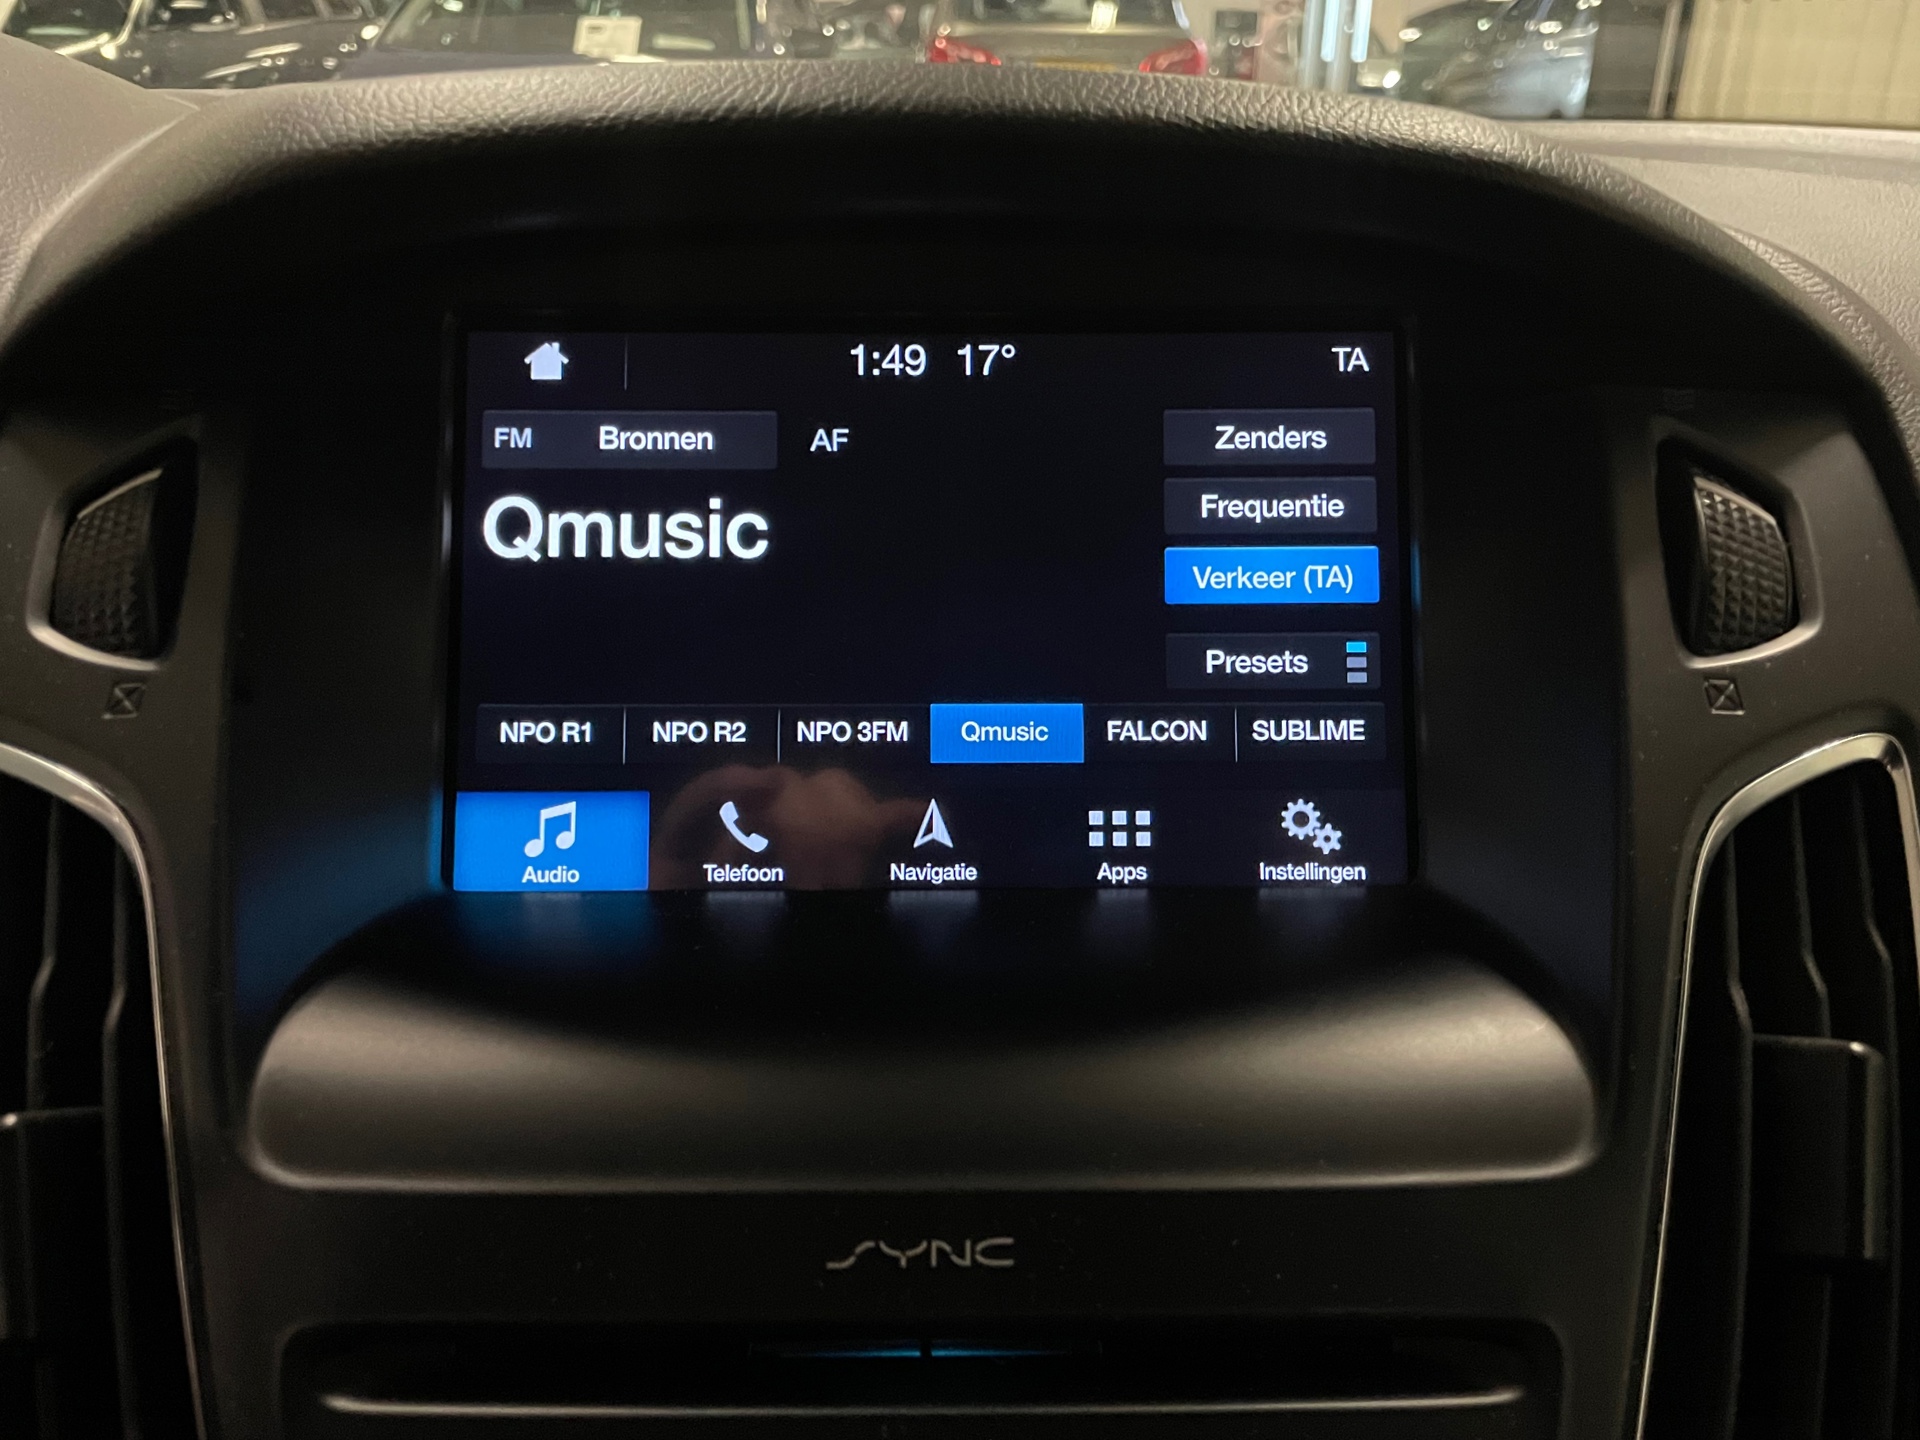 1:49 17° TA
FM Bronnen AF Zenders
Qmusic
Frequentie
Verkeer (TA)
Presets
NPO R1 NPO R2 NPO 3FM Qmusic FALCON SUBLIME
Audio Telefoon Navigatie Apps Instellingen
SYNC